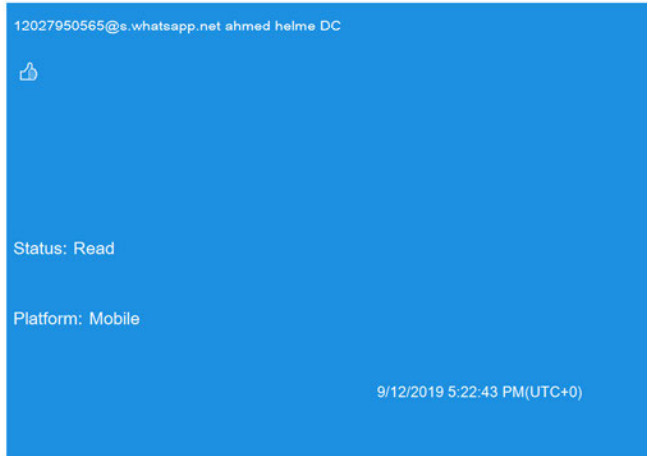 12027950565@s.whatsapp.net ahmed helme DC
👍
Status: Read
Platform: Mobile
9/12/2019 5:22:43 PM(UTC+0)